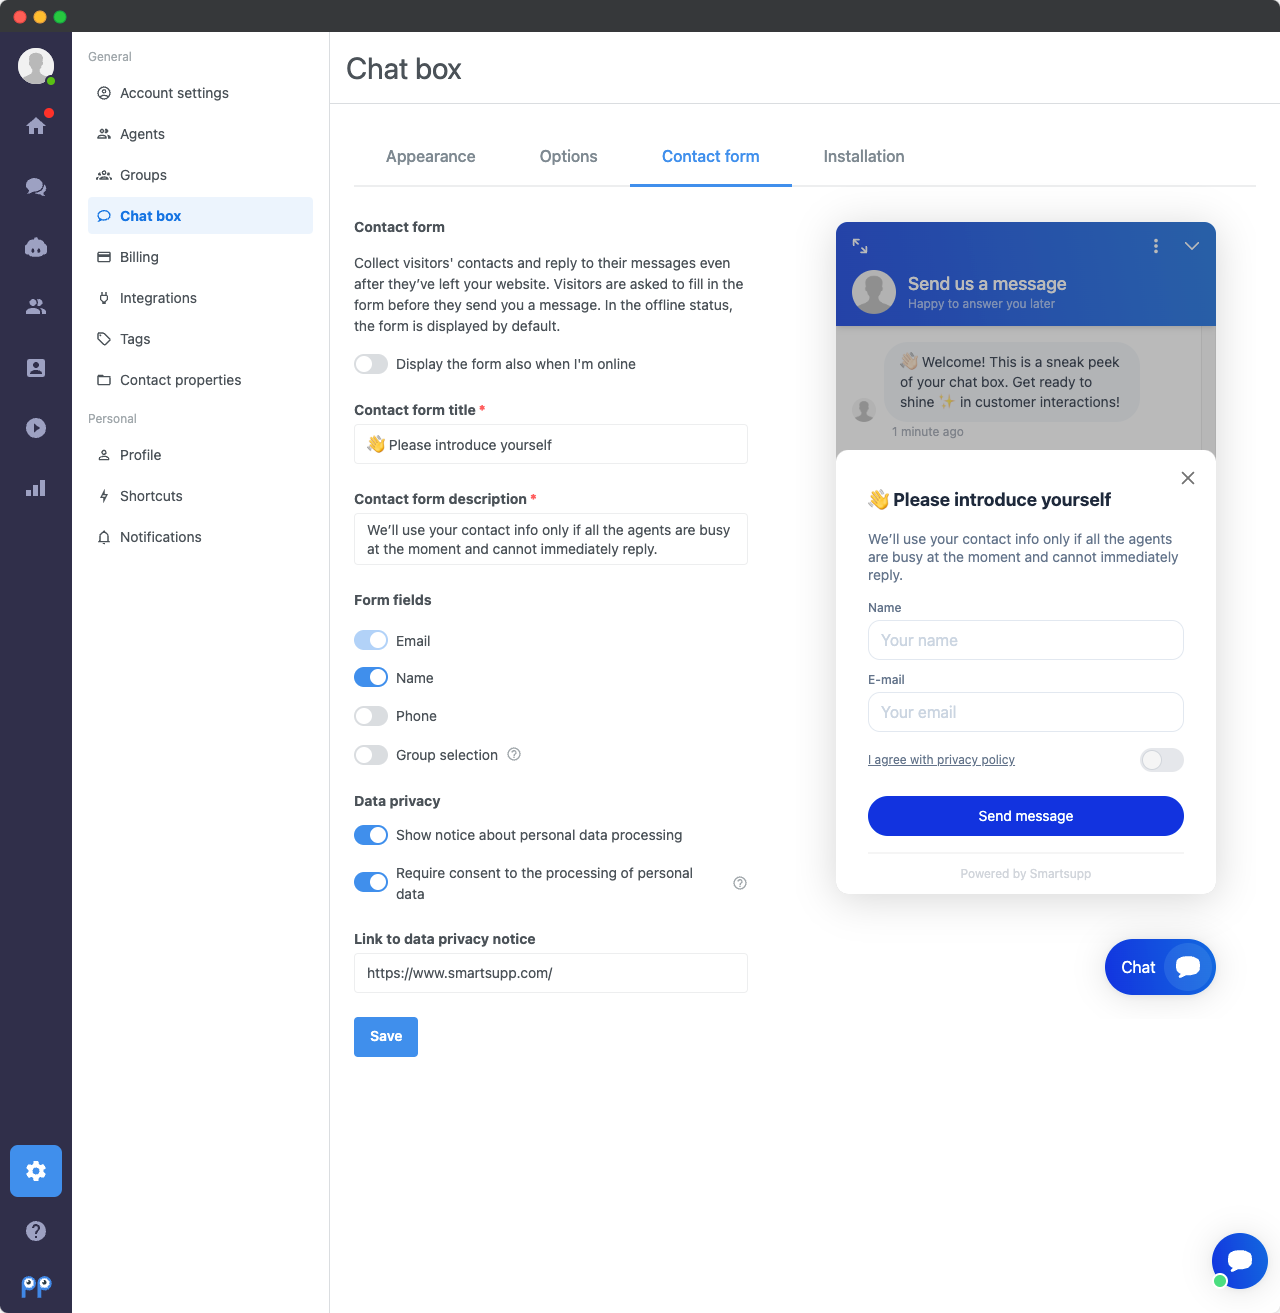 General
Account settings
Agents
Groups
Chat box
Billing
Integrations
Tags
Contact properties
Personal
Profile
Shortcuts
Notifications
Chat box
Appearance
Options
Contact form
Installation
Contact form
Collect visitors' contacts and reply to their messages even
after they've left your website. Visitors are asked to fill in the
form before they send you a message. In the offline status,
the form is displayed by default.
Display the form also when I'm online
Contact form title *
👋 Please introduce yourself
Contact form description *
We'll use your contact info only if all the agents are busy
at the moment and cannot immediately reply.
Form fields
Email
Name
Phone
Group selection
Data privacy
Show notice about personal data processing
Require consent to the processing of personal
data
Link to data privacy notice
https://www.smartsupp.com/
Save
Send us a message
Happy to answer you later
👋 Welcome! This is a sneak peek
of your chat box. Get ready to
shine ✨ in customer interactions!
1 minute ago
👋 Please introduce yourself
We'll use your contact info only if all the agents
are busy at the moment and cannot immediately
reply.
Name
Your name
E-mail
Your email
I agree with privacy policy
Send message
Powered by Smartsupp
Chat